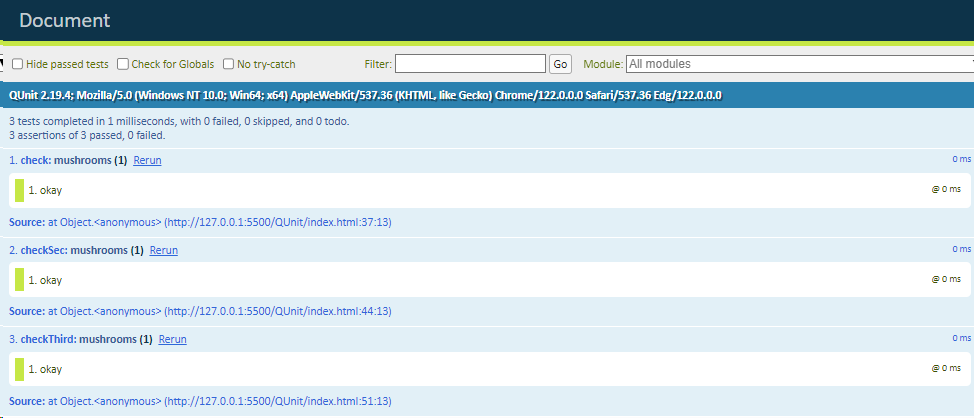 Document
Hide passed tests Check for Globals No try-catch Filter: Go Module: All modules
QUnit 2.19.4; Mozilla/5.0 (Windows NT 10.0; Win64; x64) AppleWebKit/537.36 (KHTML, like Gecko) Chrome/122.0.0.0 Safari/537.36 Edg/122.0.0.0
3 tests completed in 1 milliseconds, with 0 failed, 0 skipped, and 0 todo.
3 assertions of 3 passed, 0 failed.
1. check: mushrooms (1) Rerun 0 ms
1. okay @ 0 ms
Source: at Object.<anonymous> (http://127.0.0.1:5500/QUnit/index.html:37:13)
2. checkSec: mushrooms (1) Rerun 0 ms
1. okay @ 0 ms
Source: at Object.<anonymous> (http://127.0.0.1:5500/QUnit/index.html:44:13)
3. checkThird: mushrooms (1) Rerun 0 ms
1. okay @ 0 ms
Source: at Object.<anonymous> (http://127.0.0.1:5500/QUnit/index.html:51:13)